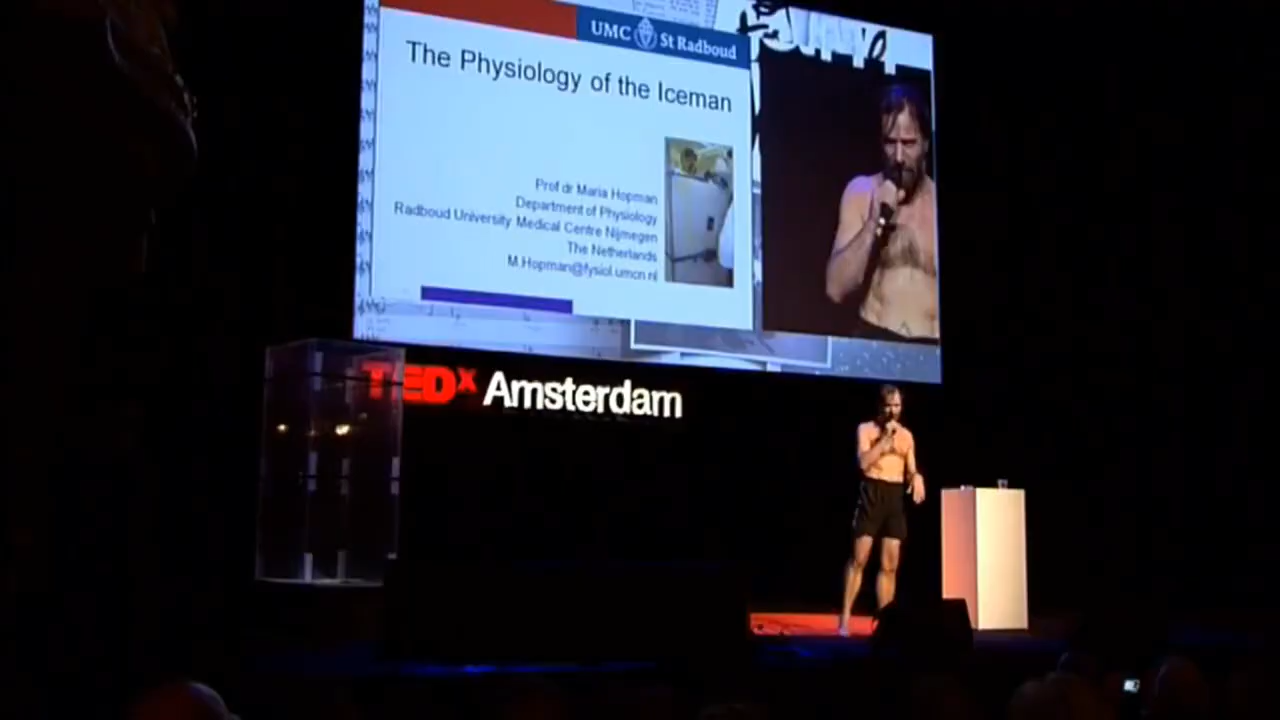 UMC St Radboud
The Physiology of the Iceman
Prof dr Maria Hopman
Department of Physiology
Radboud University Medical Centre Nijmegen
The Netherlands
M.Hopman@fysiol.umcn.nl
TEDx Amsterdam